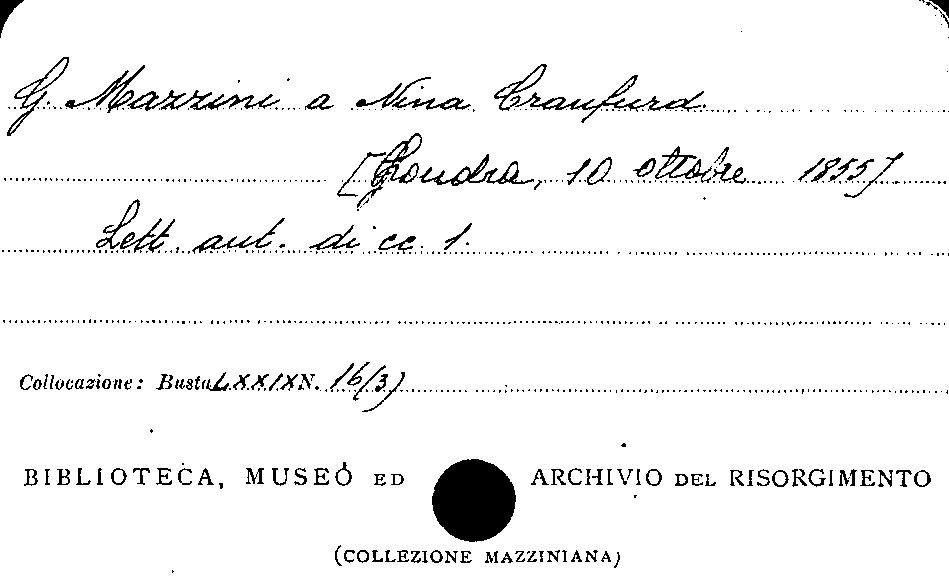 G. Mazzini a Nina Craufurd.
[Londra, 10 ottobre 1855]
Lett. aut. di cc. 1.
Collocazione: Busta LXXIX N. 16/3)
BIBLIOTECA, MUSEO ED ARCHIVIO DEL RISORGIMENTO
(COLLEZIONE MAZZINIANA)